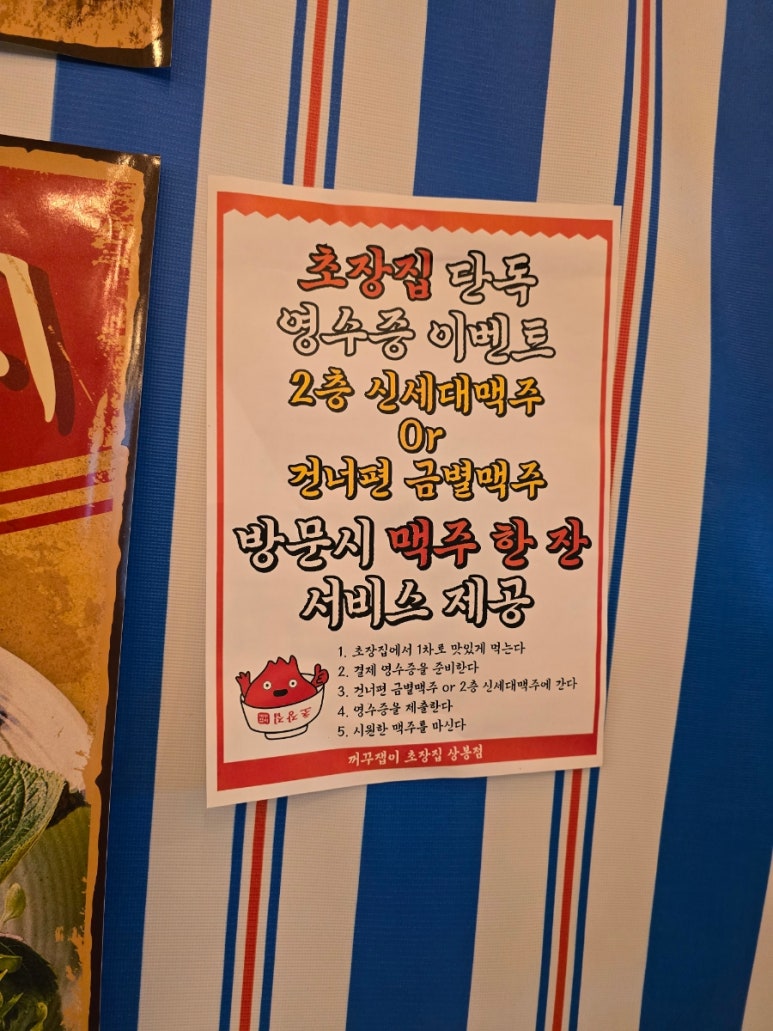 초장집 단독
영수증 이벤트
2층 신세대맥주
Or
건너편 금별맥주
방문시 맥주 한 잔
서비스 제공
1. 초장집에서 1차로 맛있게 먹는다
2. 결제 영수증을 준비한다
3. 건너편 금별맥주 or 2층 신세대맥주에 간다
4. 영수증을 제출한다
5. 시원한 맥주를 마신다
초장집
꺼꾸잽이 초장집 상봉점